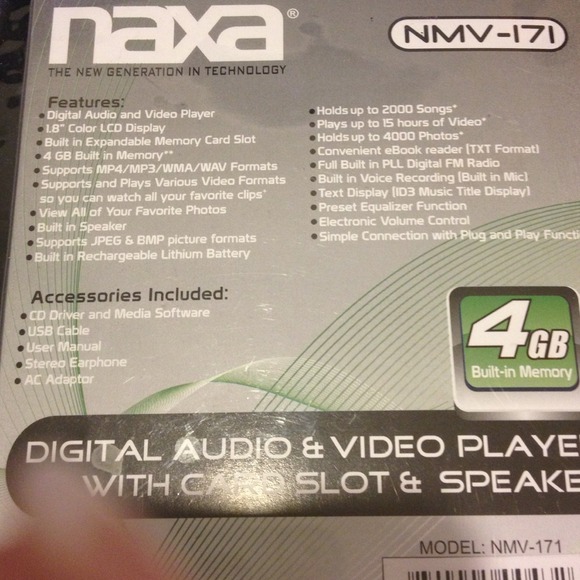 naxa®
THE NEW GENERATION IN TECHNOLOGY
NMV-171
Features:
• Digital Audio and Video Player
• 1.8" Color LCD Display
• Built in Expandable Memory Card Slot
• 4 GB Built in Memory**
• Supports MP4/MP3/WMA/WAV Formats
• Supports and Plays Various Video Formats
so you can watch all your favorite clips*
• View All of Your Favorite Photos
• Built in Speaker
• Supports JPEG & BMP picture formats
• Built in Rechargeable Lithium Battery
• Holds up to 2000 Songs*
• Plays up to 15 hours of Video*
• Holds up to 4000 Photos*
• Convenient eBook reader (TXT Format)
• Full Built in PLL Digital FM Radio
• Built in Voice Recording (Built in Mic)
• Text Display (ID3 Music Title Display)
• Preset Equalizer Function
• Electronic Volume Control
• Simple Connection with Plug and Play Functi
Accessories Included:
• CD Driver and Media Software
• USB Cable
• User Manual
• Stereo Earphone
• AC Adaptor
4GB
Built-in Memory
DIGITAL AUDIO & VIDEO PLAYE
WITH CARD SLOT & SPEAKE
MODEL: NMV-171